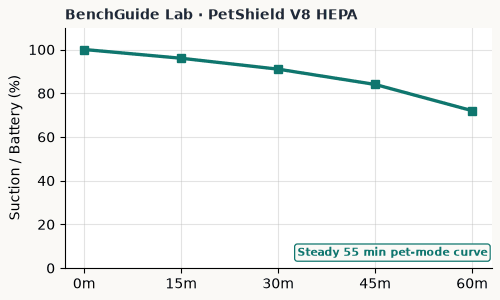 BenchGuide Lab · PetShield V8 HEPA
Suction / Battery (%)
100
80
60
40
20
0
0m 15m 30m 45m 60m
Steady 55 min pet-mode curve